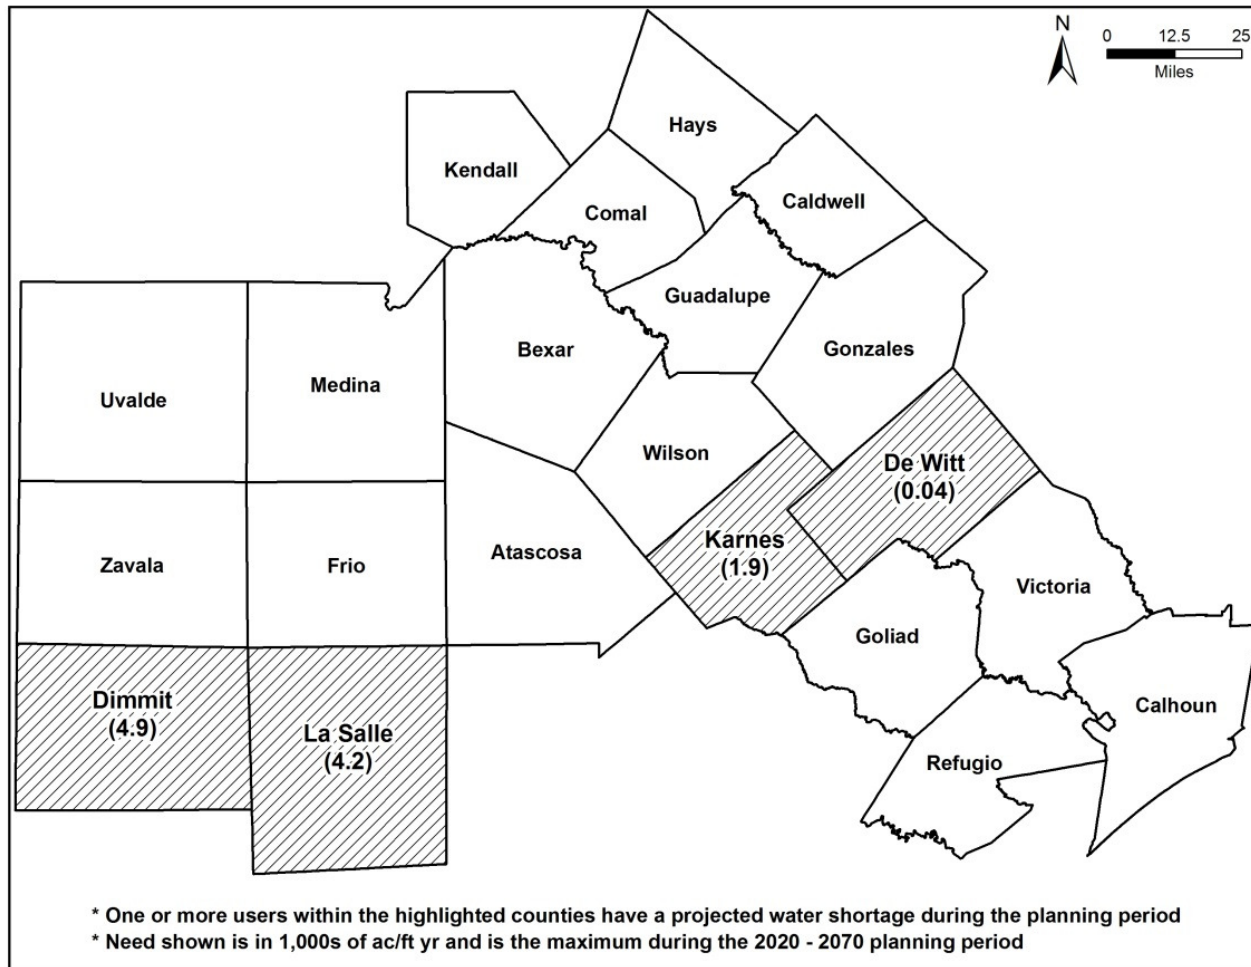 N
0 12.5 25
Miles
Hays
Kendall
Caldwell
Comal
Guadalupe
Bexar
Gonzales
Medina
Uvalde
Wilson
De Witt
(0.04)
Karnes
(1.9)
Atascosa
Zavala
Frio
Victoria
Goliad
Dimmit
(4.9)
La Salle
(4.2)
Calhoun
Refugio
* One or more users within the highlighted counties have a projected water shortage during the planning period
* Need shown is in 1,000s of ac/ft yr and is the maximum during the 2020 - 2070 planning period